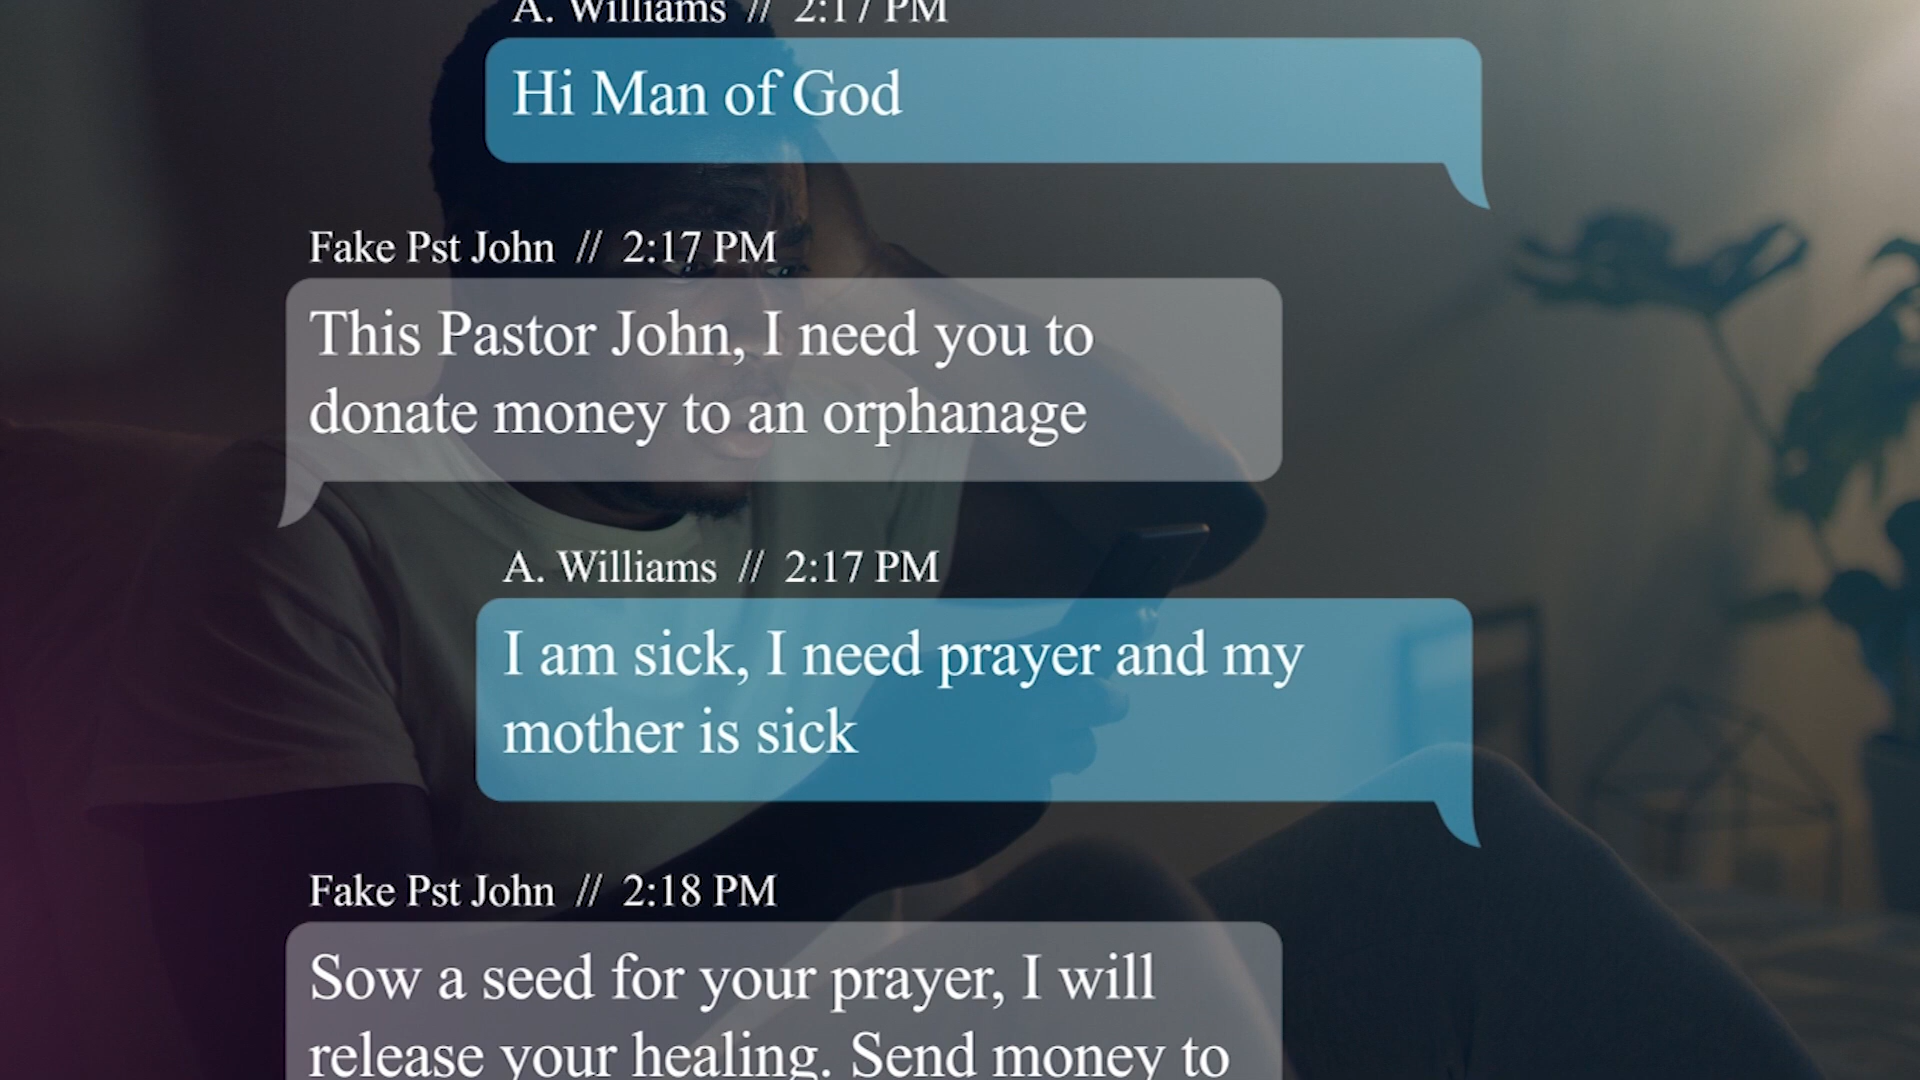 A. Williams // 2:17 PM
Hi Man of God
Fake Pst John // 2:17 PM
This Pastor John, I need you to
donate money to an orphanage
A. Williams // 2:17 PM
I am sick, I need prayer and my
mother is sick
Fake Pst John // 2:18 PM
Sow a seed for your prayer, I will
release your healing. Send money to